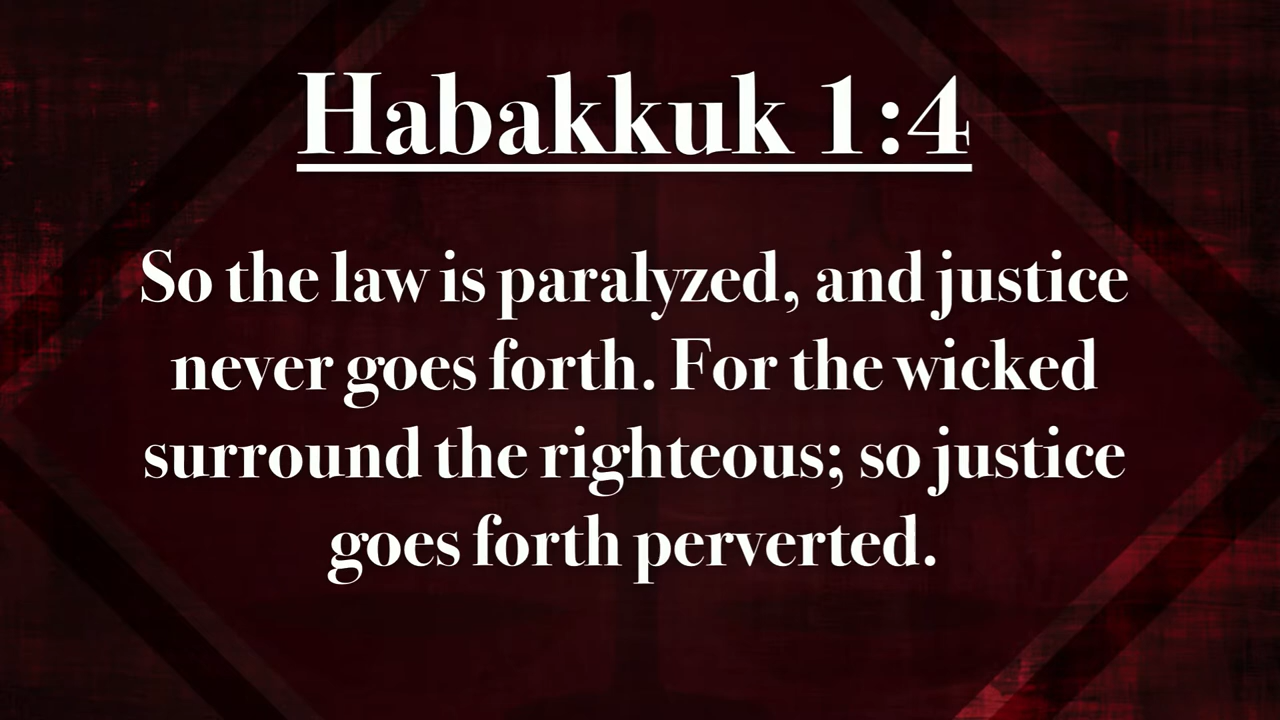 Habakkuk 1:4
So the law is paralyzed, and justice
never goes forth. For the wicked
surround the righteous; so justice
goes forth perverted.